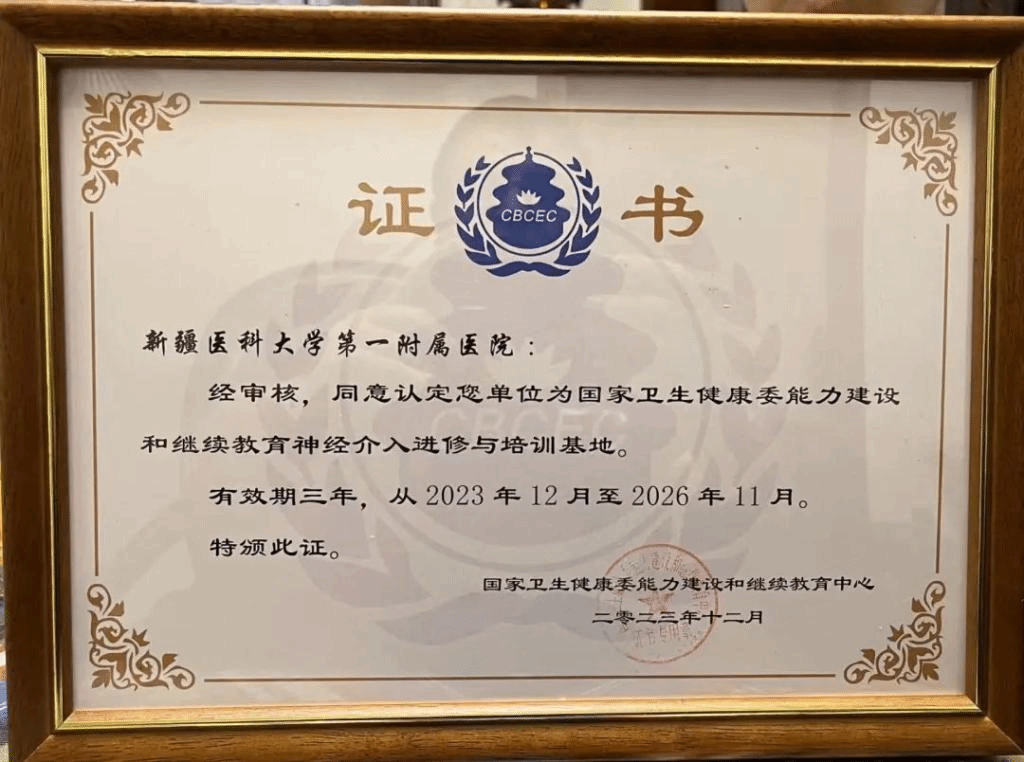 证 CBCEC 书
新疆医科大学第一附属医院：
经审核，同意认定您单位为国家卫生健康委能力建设
和继续教育神经介入进修与培训基地。
有效期三年，从 2023 年 12 月至 2026 年 11 月。
特颁此证。
国家卫生健康委能力建设和继续教育中心
二零二三年十二月
证书专用章